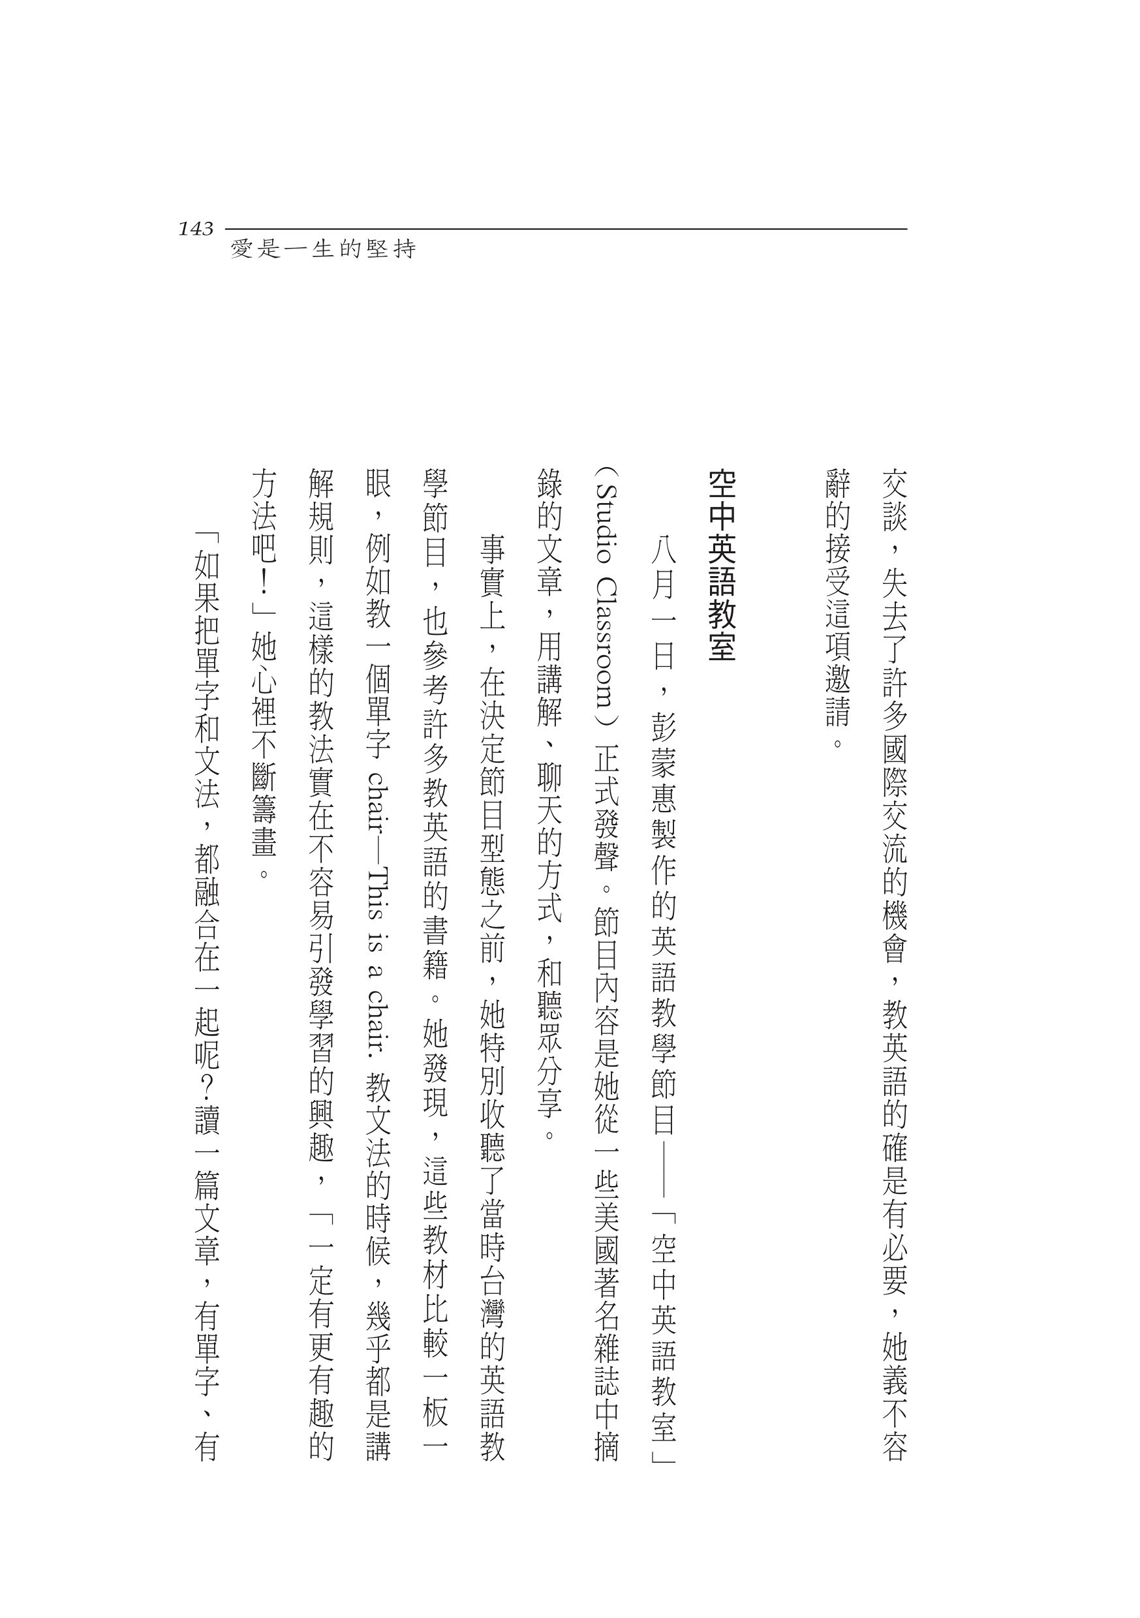 143
愛是一生的堅持
交談，失去了許多國際交流的機會，教英語的確是有必要，她義不容
辭的接受這項邀請。
空中英語教室
八月一日，彭蒙惠製作的英語教學節目——「空中英語教室」
（Studio Classroom）正式發聲。節目內容是她從一些美國著名雜誌中摘
錄的文章，用講解、聊天的方式，和聽眾分享。
事實上，在決定節目型態之前，她特別收聽了當時台灣的英語教
學節目，也參考許多教英語的書籍。她發現，這些教材比較一板一
眼，例如教一個單字 chair—This is a chair. 教文法的時候，幾乎都是講
解規則，這樣的教法實在不容易引發學習的興趣，「一定有更有趣的
方法吧！」她心裡不斷籌畫。
「如果把單字和文法，都融合在一起呢？讀一篇文章，有單字、有